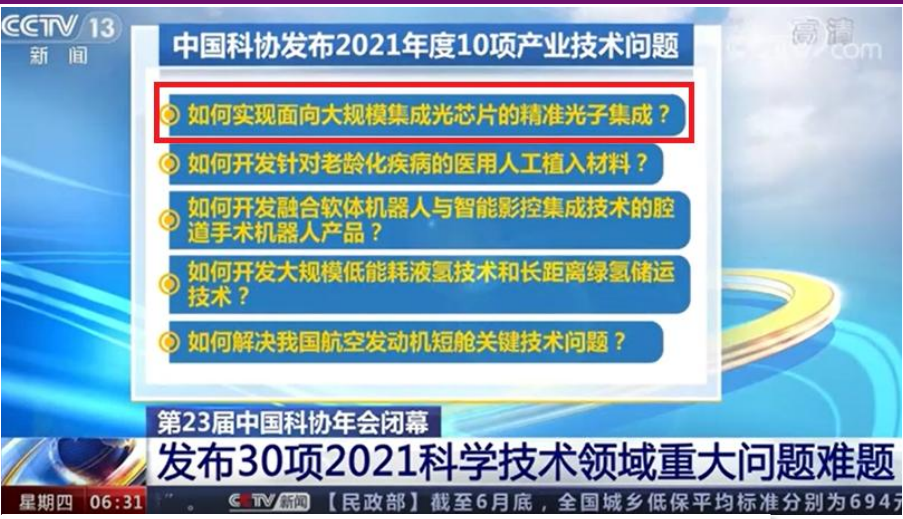 CCTV 13
新闻
高清
com
中国科协发布2021年度10项产业技术问题
如何实现面向大规模集成光芯片的精准光子集成？
如何开发针对老龄化疾病的医用人工植入材料？
如何开发融合软体机器人与智能影控集成技术的腔
道手术机器人产品？
如何开发大规模低能耗液氢技术和长距离绿氢储运
技术？
如何解决我国航空发动机短舱关键技术问题？
第23届中国科协年会闭幕
发布30项2021科学技术领域重大问题难题
星期四 06:31 。 CCTV新闻 【民政部】截至6月底，全国城乡低保平均标准分别为694元